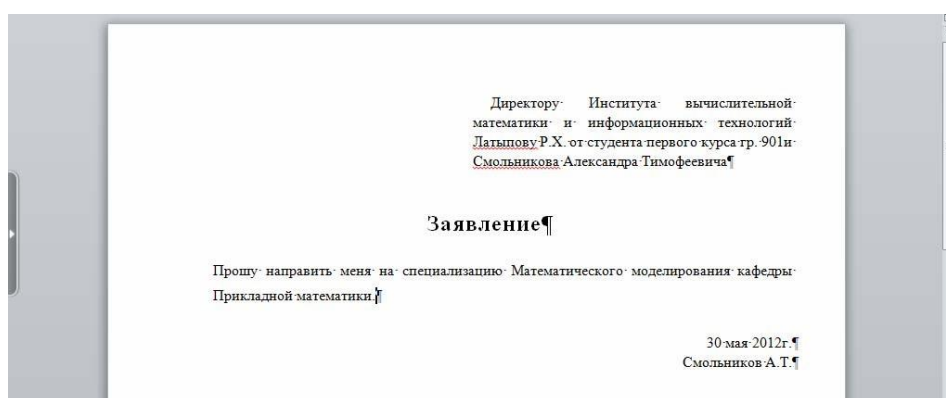 Директору Института вычислительной
математики и информационных технологий
Латыпову Р.Х. от студента первого курса гр. 901и
Смольникова Александра Тимофеевича¶
Заявление¶
Прошу направить меня на специализацию Математического моделирования кафедры
Прикладной математики.¶
30 мая 2012г.¶
Смольников А.Т.¶